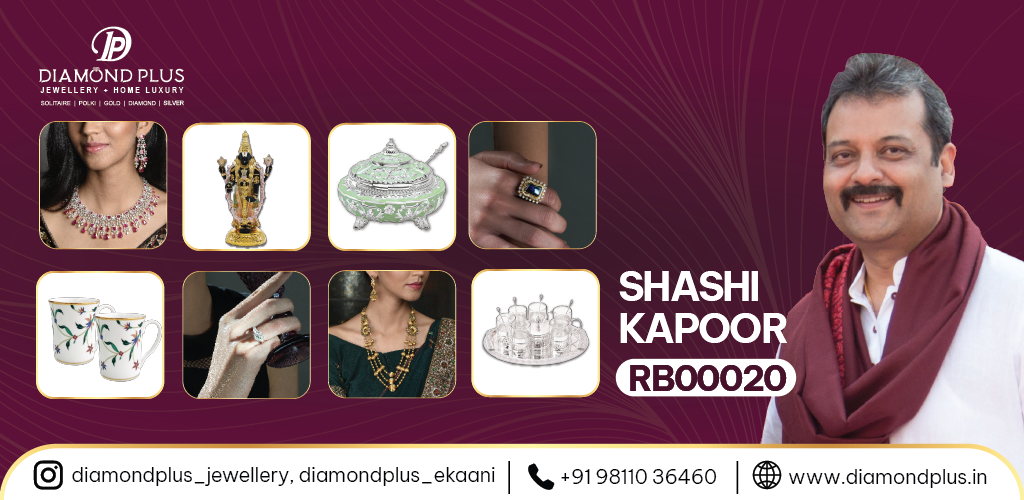 DIAMOND PLUS
JEWELLERY + HOME LUXURY
SOLITAIRE | POLKI | GOLD | DIAMOND | SILVER
SHASHI
KAPOOR
RB00020
diamondplus_jewellery, diamondplus_ekaani | +91 98110 36460 | www.diamondplus.in